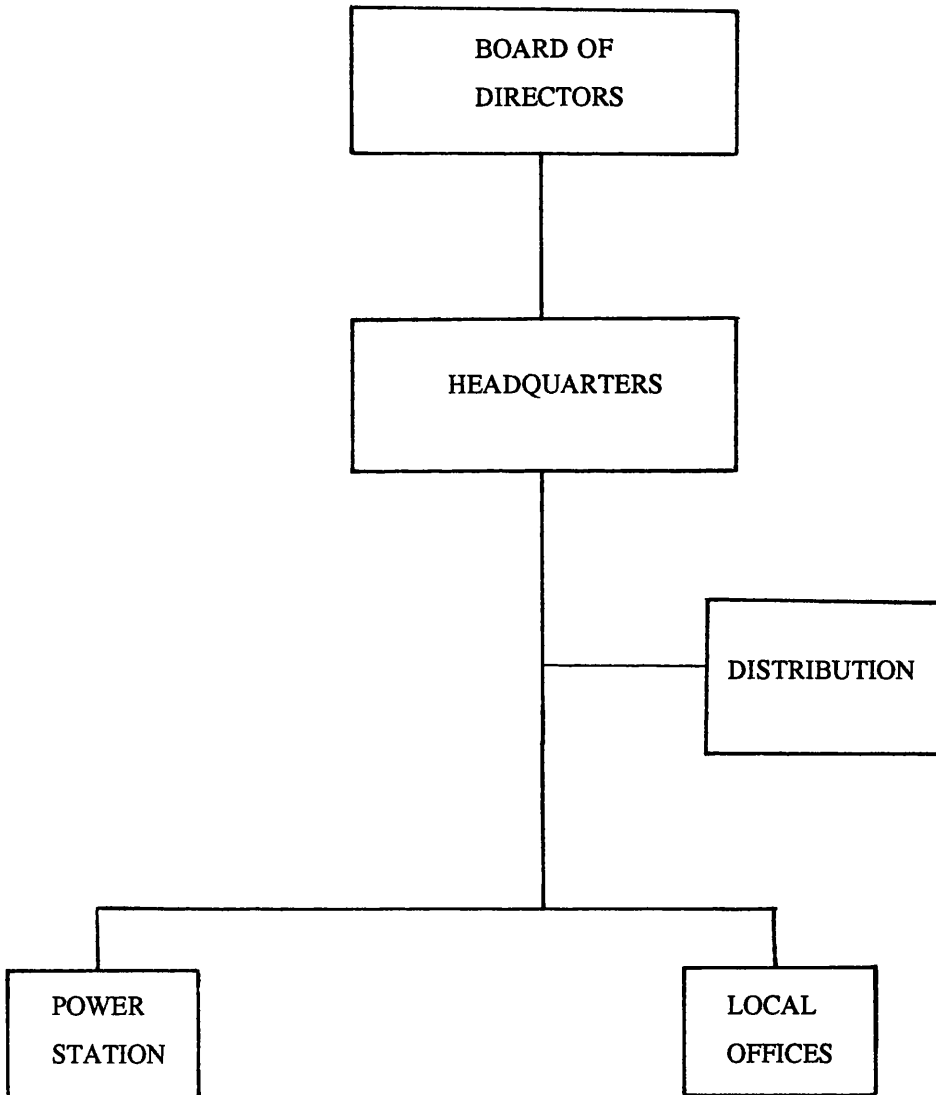 BOARD OF
DIRECTORS
HEADQUARTERS
DISTRIBUTION
POWER
STATION
LOCAL
OFFICES